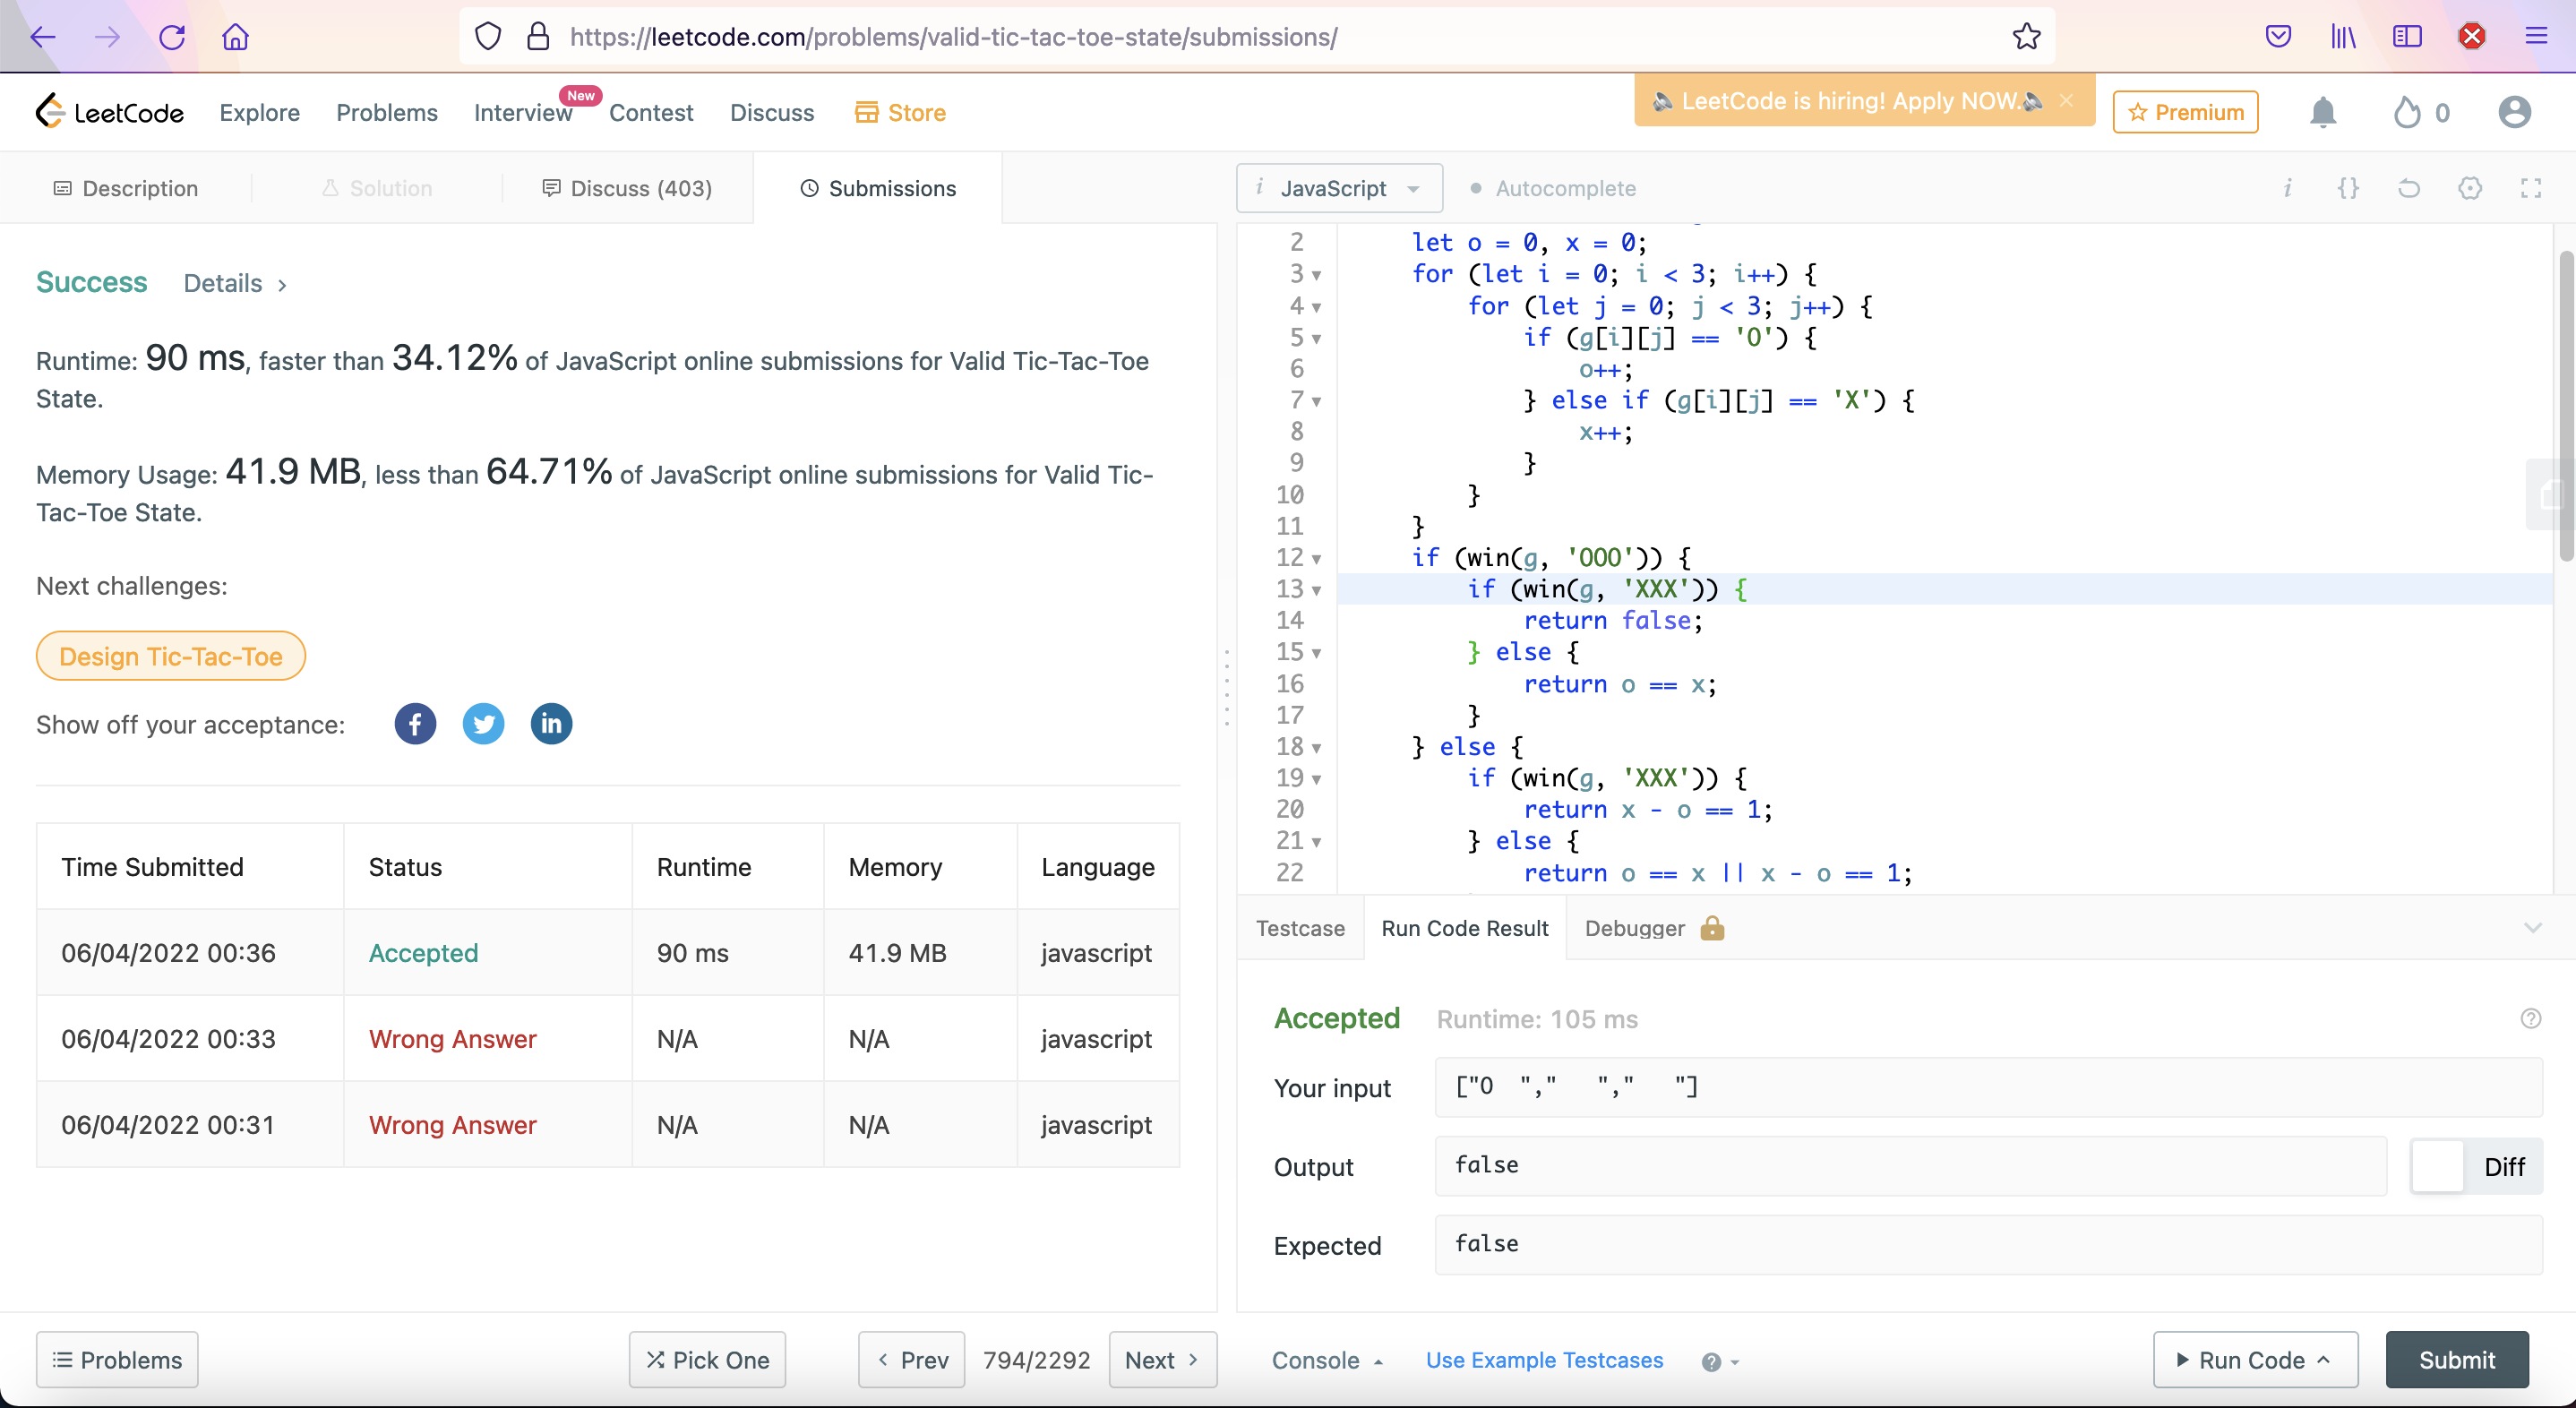 https://leetcode.com/problems/valid-tic-tac-toe-state/submissions/
LeetCode
Explore
Problems
Interview
New
Contest
Discuss
Store
LeetCode is hiring! Apply NOW.
Premium
0
Description
Solution
Discuss (403)
Submissions
i JavaScript
Autocomplete
Success Details
Runtime: 90 ms, faster than 34.12% of JavaScript online submissions for Valid Tic-Tac-Toe
State.
Memory Usage: 41.9 MB, less than 64.71% of JavaScript online submissions for Valid Tic-
Tac-Toe State.
Next challenges:
Design Tic-Tac-Toe
Show off your acceptance:
Time Submitted Status Runtime Memory Language
06/04/2022 00:36 Accepted 90 ms 41.9 MB javascript
06/04/2022 00:33 Wrong Answer N/A N/A javascript
06/04/2022 00:31 Wrong Answer N/A N/A javascript
2 let o = 0, x = 0;
3 for (let i = 0; i < 3; i++) {
4 for (let j = 0; j < 3; j++) {
5 if (g[i][j] == 'O') {
6 o++;
7 } else if (g[i][j] == 'X') {
8 x++;
9 }
10 }
11 }
12 if (win(g, 'OOO')) {
13 if (win(g, 'XXX')) {
14 return false;
15 } else {
16 return o == x;
17 }
18 } else {
19 if (win(g, 'XXX')) {
20 return x - o == 1;
21 } else {
22 return o == x || x - o == 1;
Testcase
Run Code Result
Debugger
Accepted Runtime: 105 ms
Your input ["O  ","   ","   "]
Output false
Diff
Expected false
Problems
Pick One
Prev
794/2292
Next
Console
Use Example Testcases
Run Code
Submit